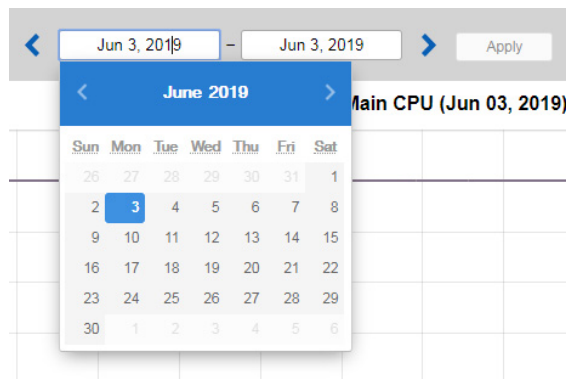 Jun 3, 2019 – Jun 3, 2019 Apply
June 2019
Main CPU (Jun 03, 2019)
Sun Mon Tue Wed Thu Fri Sat
26 27 28 29 30 31 1
2 3 4 5 6 7 8
9 10 11 12 13 14 15
16 17 18 19 20 21 22
23 24 25 26 27 28 29
30 1 2 3 4 5 6